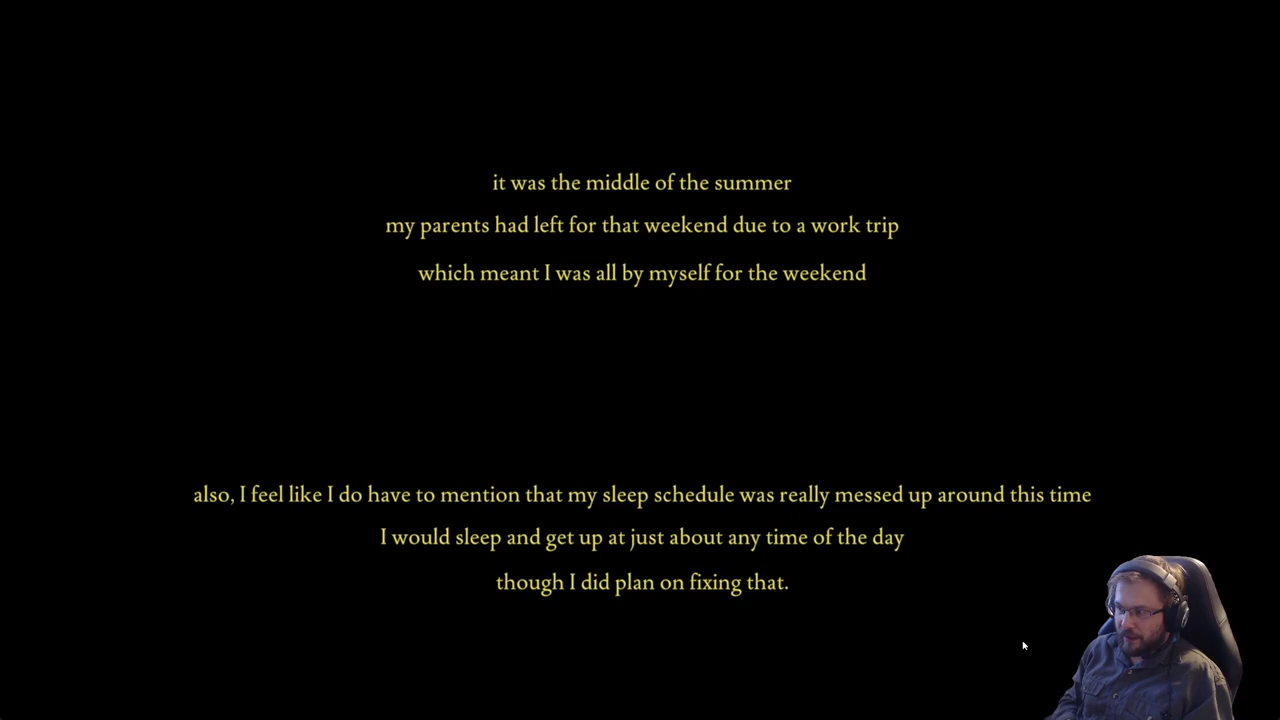 it was the middle of the summer
my parents had left for that weekend due to a work trip
which meant I was all by myself for the weekend
also, I feel like I do have to mention that my sleep schedule was really messed up around this time
I would sleep and get up at just about any time of the day
though I did plan on fixing that.